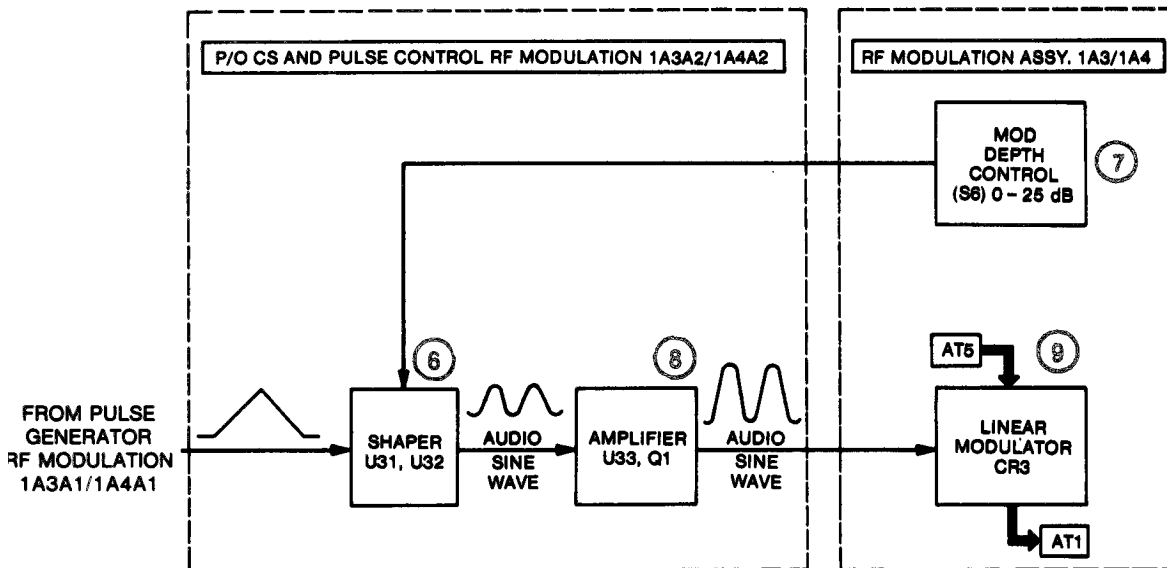 P/O CS AND PULSE CONTROL RF MODULATION 1A3A2/1A4A2
RF MODULATION ASSY. 1A3/1A4
MOD
DEPTH
CONTROL
(S6) 0 – 25 dB
7
6
8
AT5
9
FROM PULSE
GENERATOR
RF MODULATION
1A3A1/1A4A1
SHAPER
U31, U32
AUDIO
SINE
WAVE
AMPLIFIER
U33, Q1
AUDIO
SINE
WAVE
LINEAR
MODULATOR
CR3
AT1